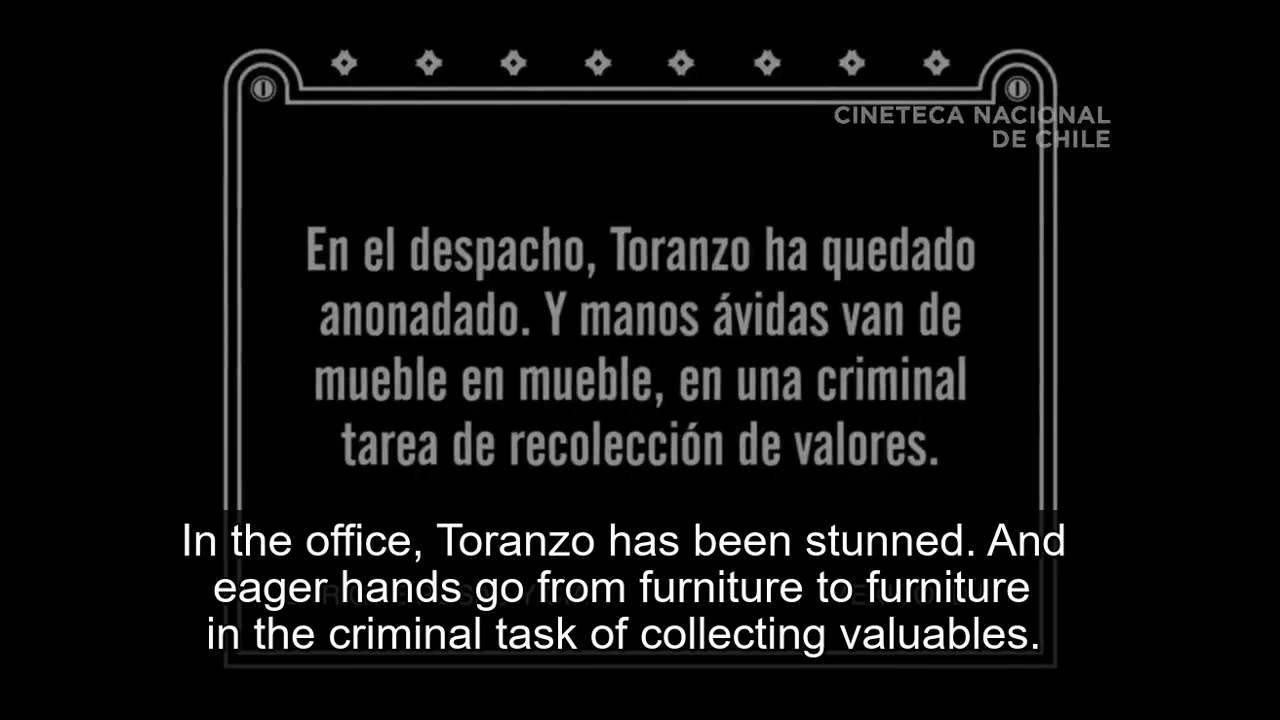 CINETECA NACIONAL
DE CHILE
En el despacho, Toranzo ha quedado
anonadado. Y manos ávidas van de
mueble en mueble, en una criminal
tarea de recolección de valores.
In the office, Toranzo has been stunned. And
eager hands go from furniture to furniture
in the criminal task of collecting valuables.